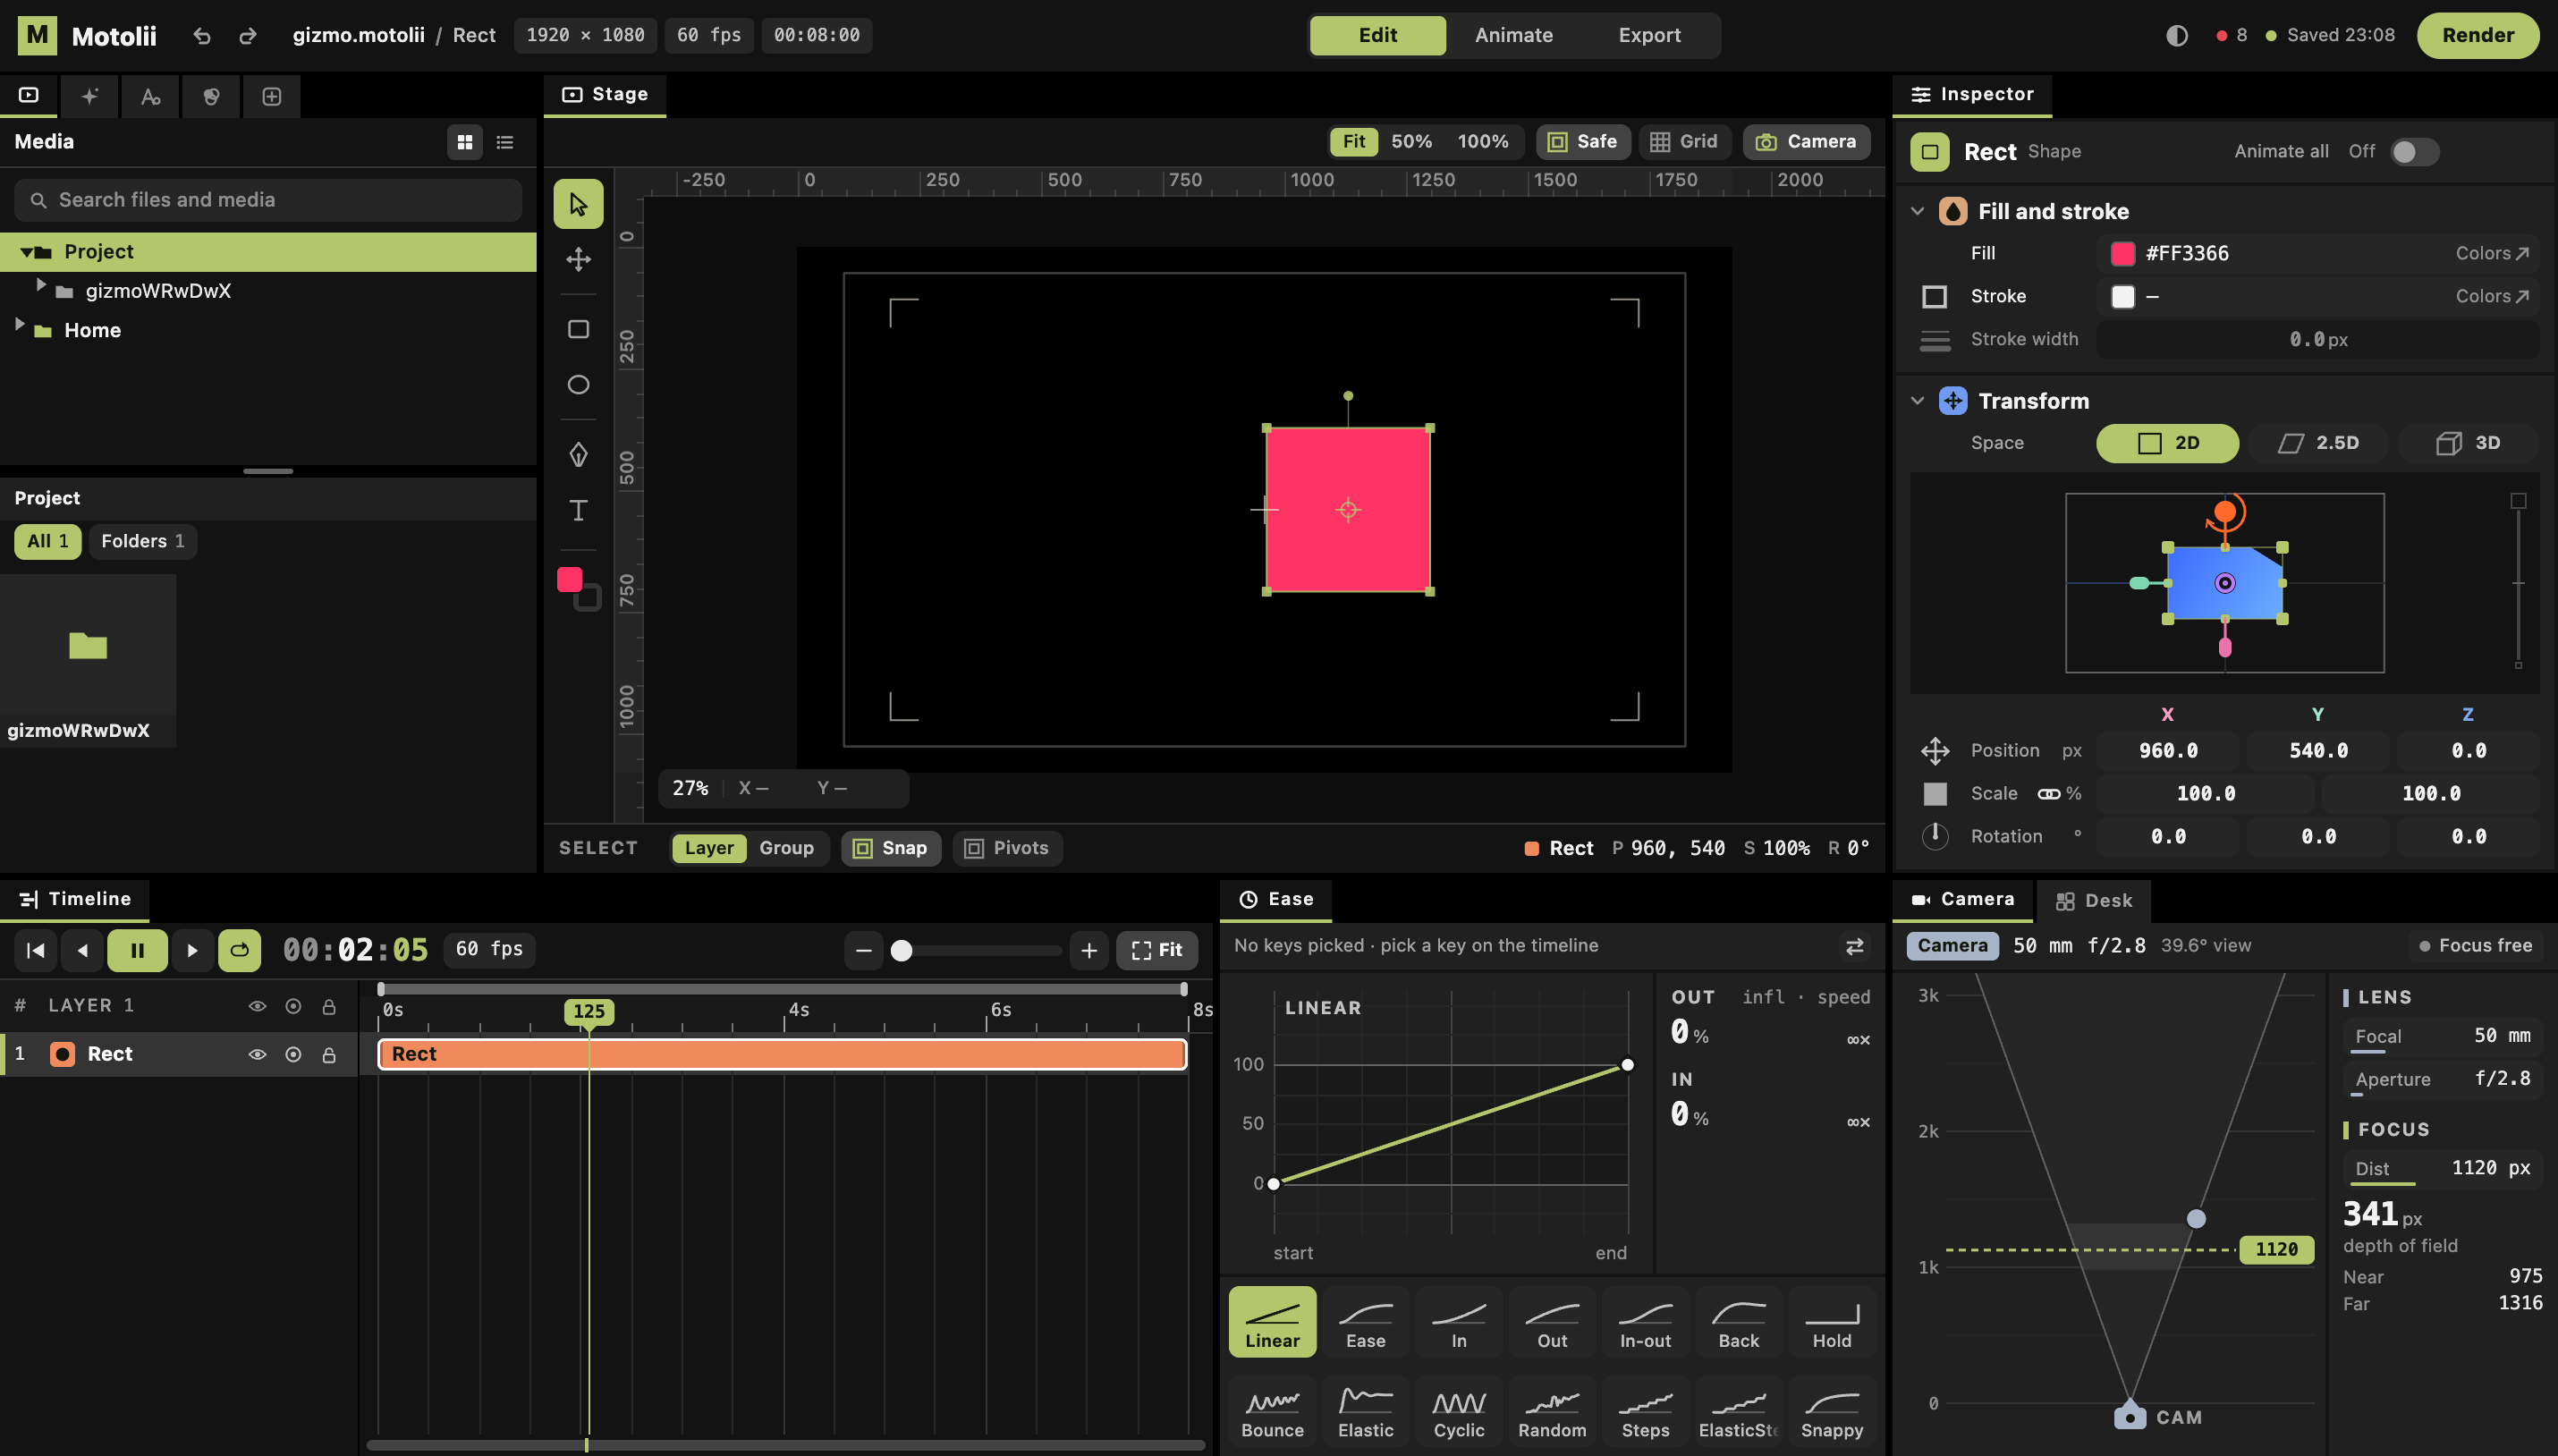 M Motolii gizmo.motolii / Rect 1920 × 1080 60 fps 00:08:00 Edit Animate Export 8 Saved 23:08 Render
Stage
Inspector
Media
Fit 50% 100% Safe Grid Camera
Rect Shape Animate all Off
Search files and media
-250 0 250 500 750 1000 1250 1500 1750 2000
Project
gizmoWRwDwX
Home
0
250
500
750
1000
Fill and stroke
Fill #FF3366 Colors
Stroke – Colors
Stroke width 0.0px
Transform
Space 2D 2.5D 3D
T
Project
All 1 Folders 1
gizmoWRwDwX
X Y Z
Position px 960.0 540.0 0.0
Scale % 100.0 100.0
Rotation ° 0.0 0.0 0.0
27% X – Y –
SELECT Layer Group Snap Pivots Rect P 960, 540 S 100% R 0°
Timeline
00:02:05 60 fps Fit
# LAYER 1
0s 125 4s 6s 8s
1 Rect Rect
Ease
No keys picked · pick a key on the timeline
LINEAR
100
50
0
start end
OUT infl · speed
0% ∞×
IN
0% ∞×
Linear Ease In Out In-out Back Hold
Bounce Elastic Cyclic Random Steps ElasticSte Snappy
Camera Desk
Camera 50 mm f/2.8 39.6° view Focus free
3k
2k
1k
0
1120
CAM
LENS
Focal 50 mm
Aperture f/2.8
FOCUS
Dist 1120 px
341px
depth of field
Near 975
Far 1316